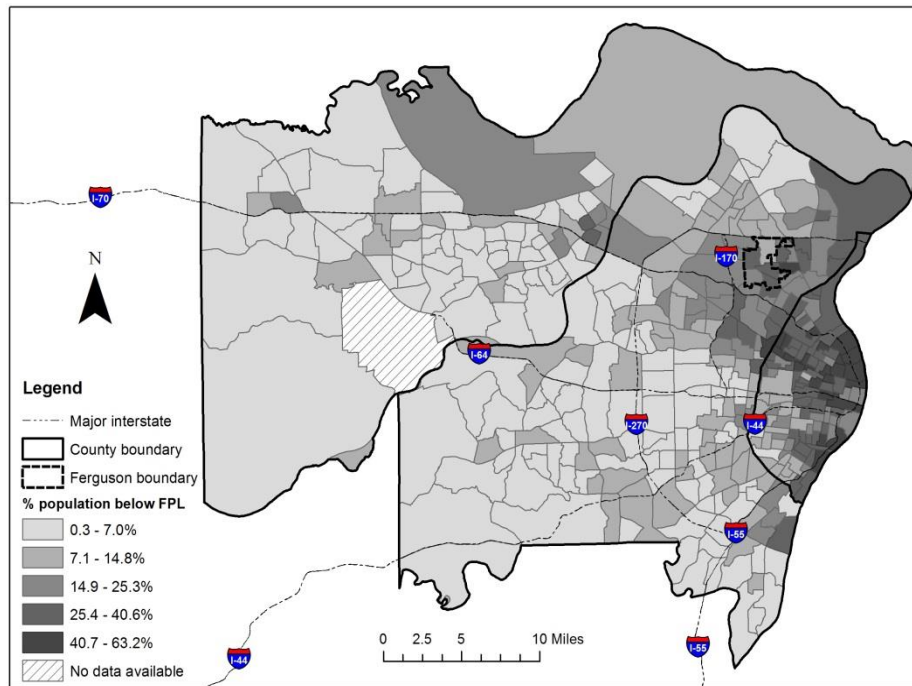 I-70
N
I-170
I-64
Legend
Major interstate
County boundary
Ferguson boundary
% population below FPL
0.3 - 7.0%
7.1 - 14.8%
14.9 - 25.3%
25.4 - 40.6%
40.7 - 63.2%
No data available
I-270
I-44
I-55
0 2.5 5 10 Miles
I-44
I-55